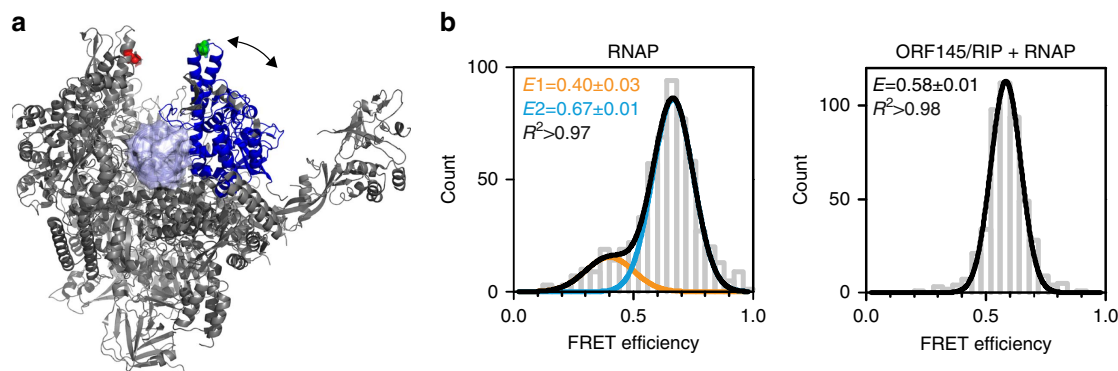 a
b
RNAP
Count
100
50
0
E1=0.40±0.03
E2=0.67±0.01
R²>0.97
0.0
0.5
1.0
FRET efficiency
ORF145/RIP + RNAP
Count
100
50
0
E=0.58±0.01
R²>0.98
0.0
0.5
1.0
FRET efficiency